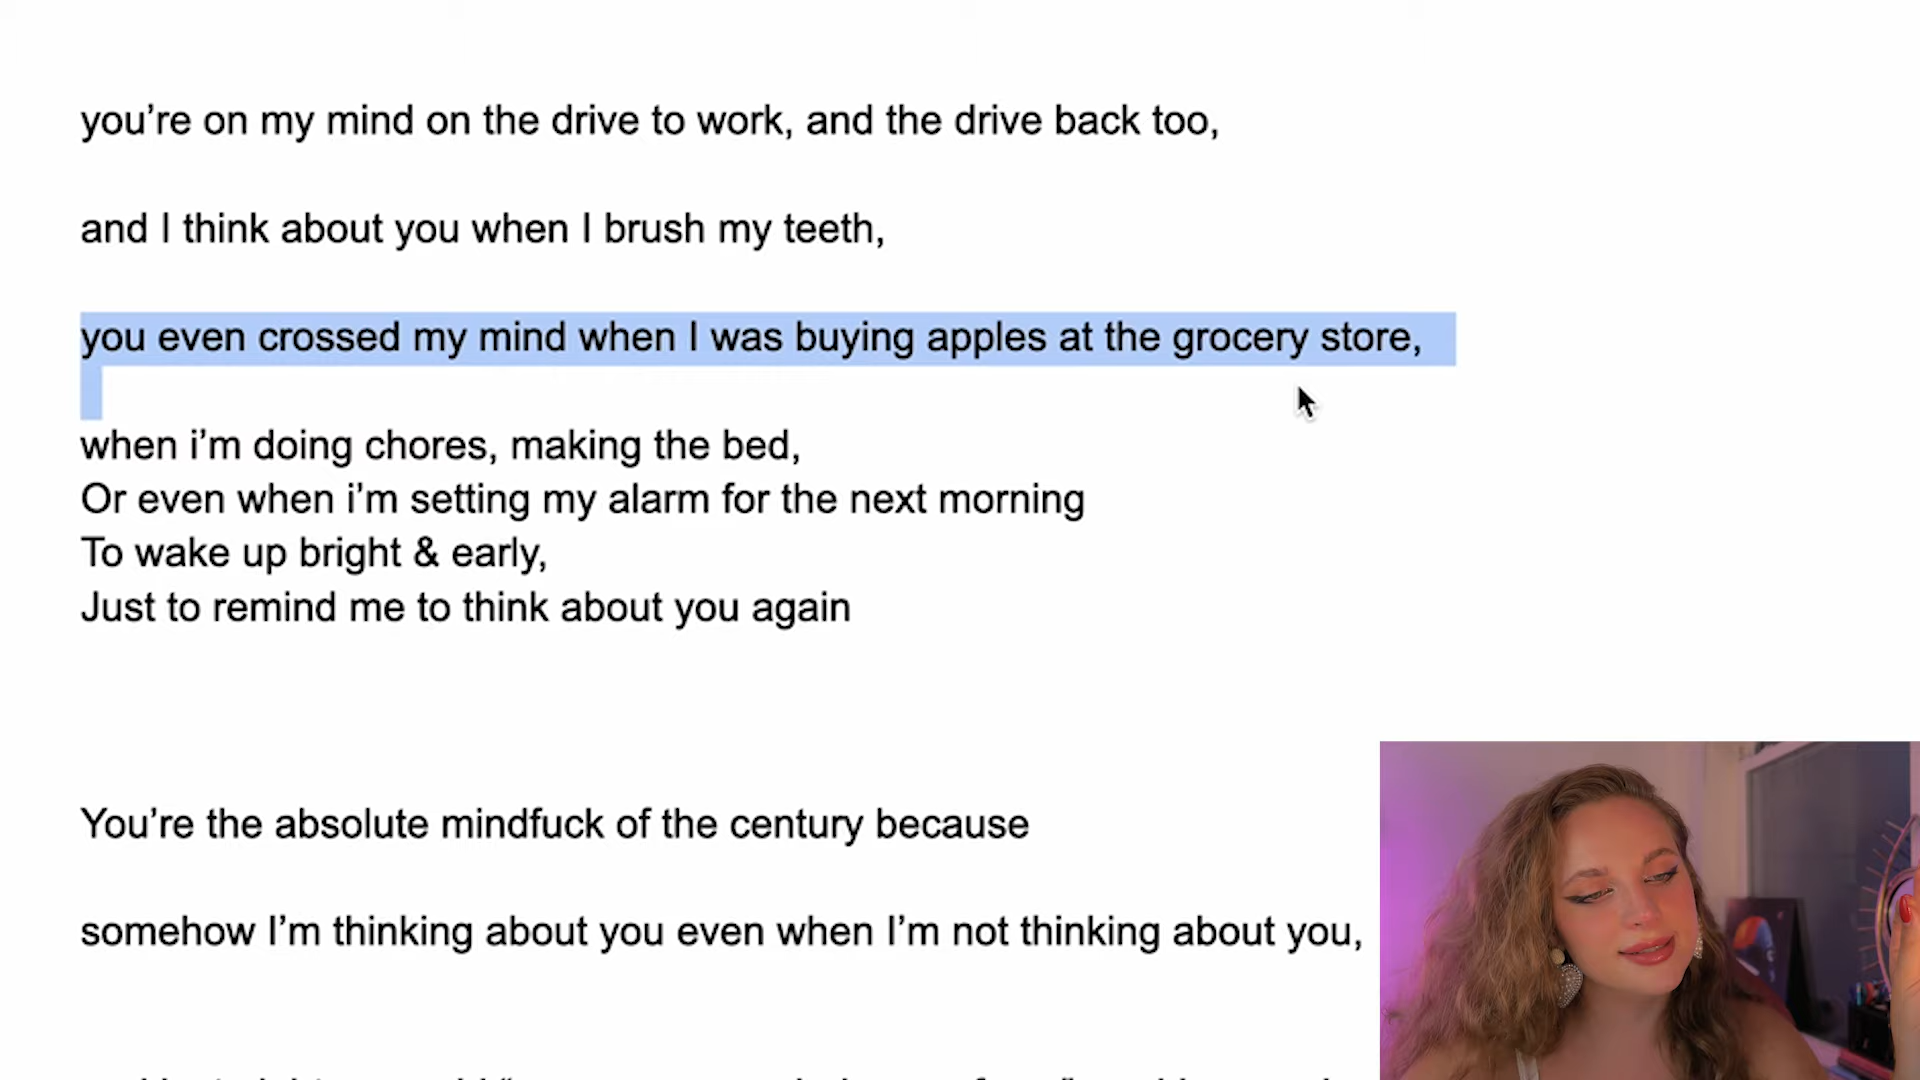 you’re on my mind on the drive to work, and the drive back too,
and I think about you when I brush my teeth,
you even crossed my mind when I was buying apples at the grocery store,
when i’m doing chores, making the bed,
Or even when i’m setting my alarm for the next morning
To wake up bright & early,
Just to remind me to think about you again
You’re the absolute mindfuck of the century because
somehow I’m thinking about you even when I’m not thinking about you,